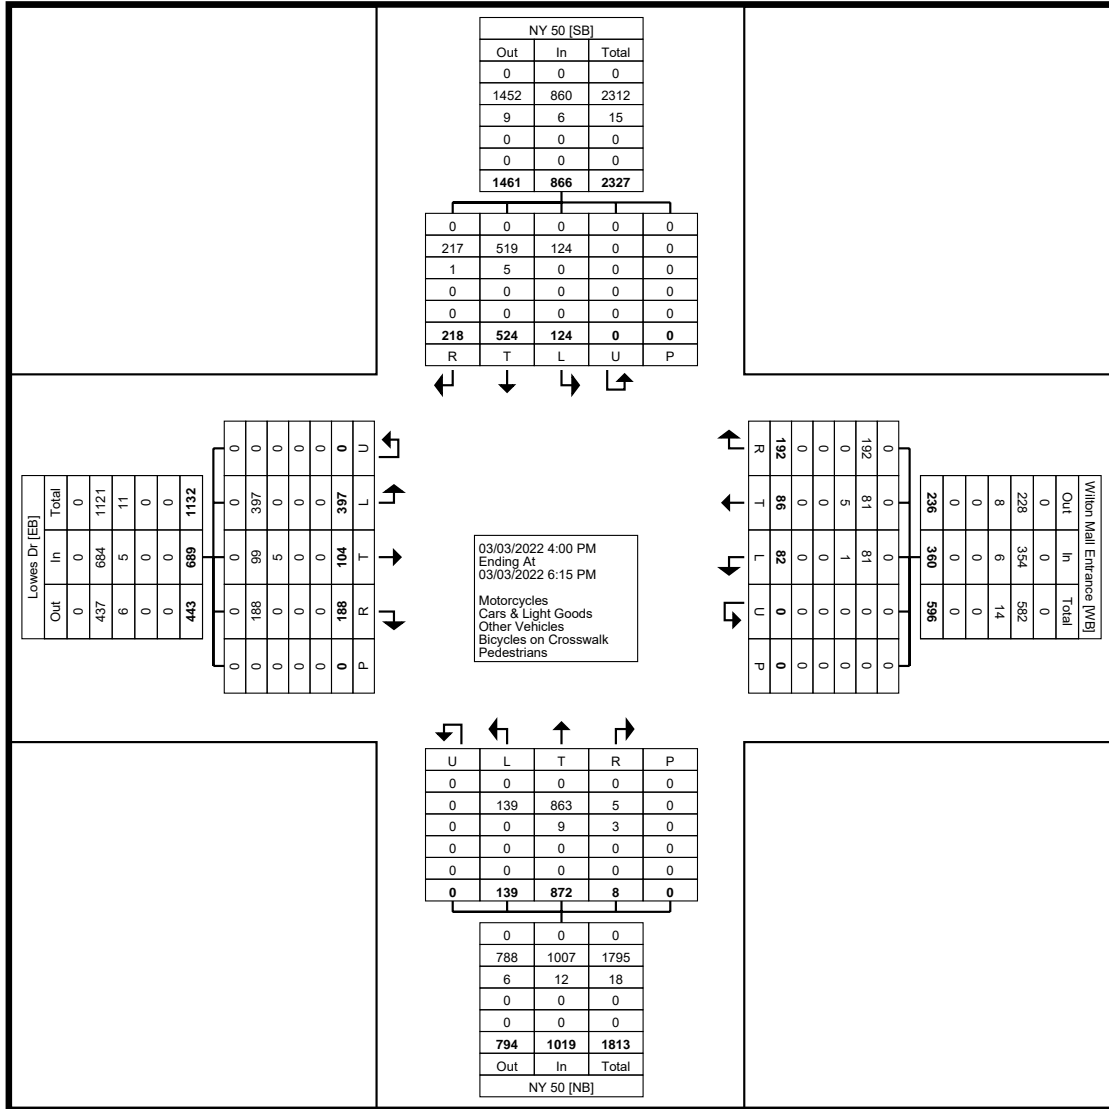 NY 50 [SB]
Out In Total
0 0 0
1452 860 2312
9 6 15
0 0 0
0 0 0
1461 866 2327
0 0 0 0 0
217 519 124 0 0
1 5 0 0 0
0 0 0 0 0
0 0 0 0 0
218 524 124 0 0
R T L U P
Lowes Dr [EB]
Out In Total
0 0 0
437 684 1121
6 5 11
0 0 0
0 0 0
443 689 1132
0 0 0 0 0
0 188 99 397 0
0 0 5 0 0
0 0 0 0 0
0 0 0 0 0
0 188 104 397 0
P R T L U
03/03/2022 4:00 PM
Ending At
03/03/2022 6:15 PM
Motorcycles
Cars & Light Goods
Other Vehicles
Bicycles on Crosswalk
Pedestrians
Wilton Mall Entrance [WB]
Out In Total
0 0 0
228 354 582
8 6 14
0 0 0
0 0 0
236 360 596
0 0 0 0 0
192 81 81 0 0
0 5 1 0 0
0 0 0 0 0
0 0 0 0 0
192 86 82 0 0
R T L U P
U L T R P
0 0 0 0 0
0 139 863 5 0
0 0 9 3 0
0 0 0 0 0
0 0 0 0 0
0 139 872 8 0
0 0 0
788 1007 1795
6 12 18
0 0 0
0 0 0
794 1019 1813
Out In Total
NY 50 [NB]